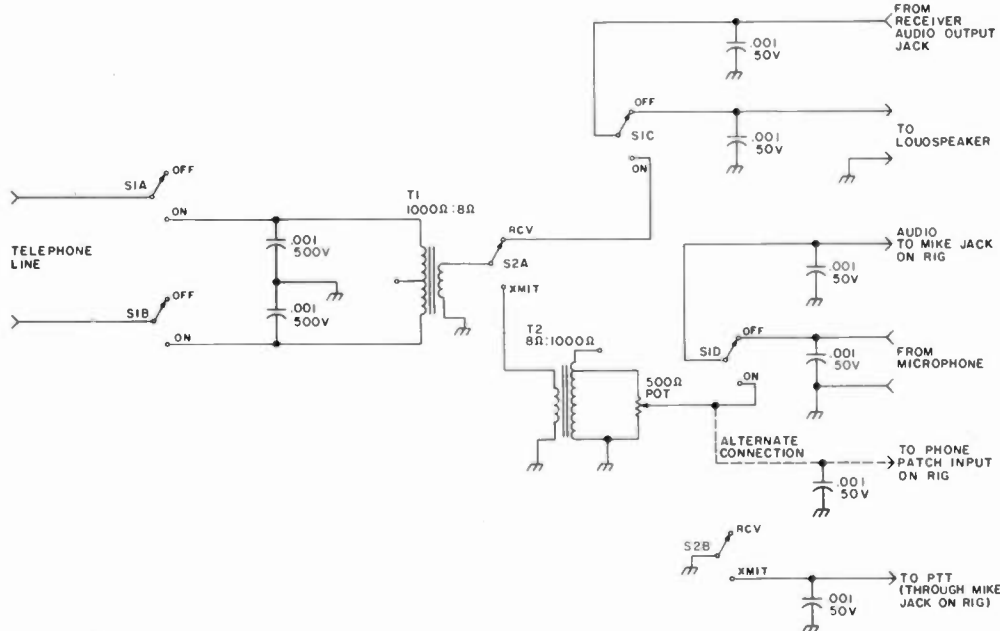 FROM
RECEIVER
AUDIO OUTPUT
JACK
.001
50V
OFF
S1C
ON
.001
50V
TO
LOUDSPEAKER
S1A
OFF
ON
TELEPHONE
LINE
.001
500V
.001
500V
S1B
OFF
ON
T1
1000Ω:8Ω
RCV
S2A
XMIT
T2
8Ω:1000Ω
500Ω
POT
AUDIO
TO MIKE JACK
ON RIG
.001
50V
S1D
OFF
ON
.001
50V
FROM
MICROPHONE
ALTERNATE
CONNECTION
TO PHONE
PATCH INPUT
ON RIG
.001
50V
S2B
RCV
XMIT
TO PTT
(THROUGH MIKE
JACK ON RIG)
.001
50V